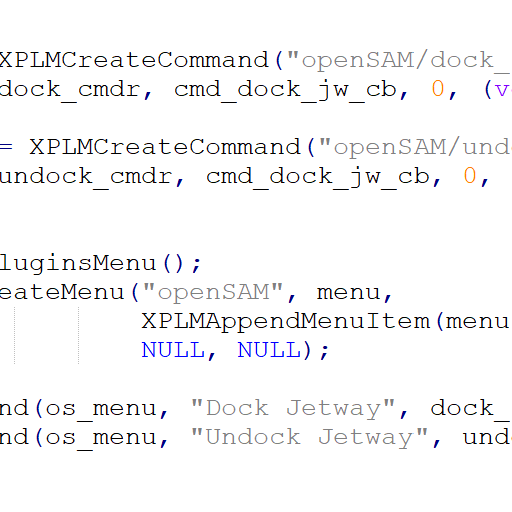 XPLMCreateCommand("openSAM/dock_
dock_cmdr, cmd_dock_jw_cb, 0, (v
= XPLMCreateCommand("openSAM/und
undock_cmdr, cmd_dock_jw_cb, 0,
luginsMenu();
eateMenu("openSAM", menu,
XPLMAppendMenuItem(menu
NULL, NULL);
nd(os_menu, "Dock Jetway", dock_
nd(os_menu, "Undock Jetway", und